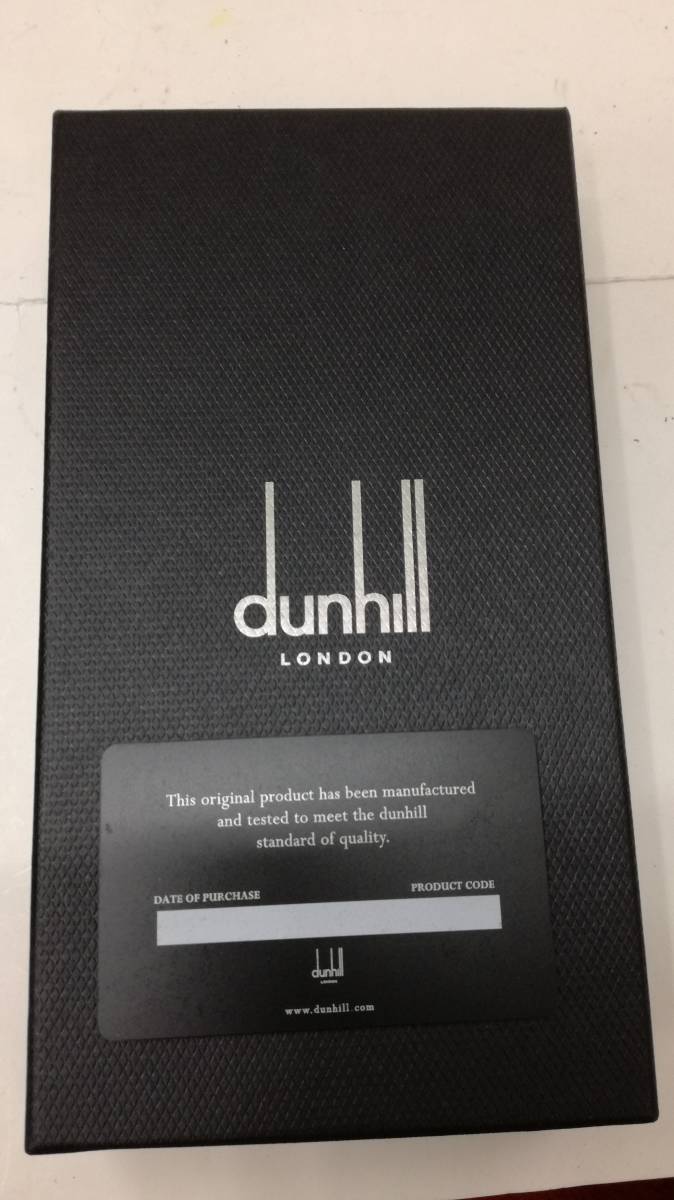 dunhill
LONDON
This original product has been manufactured
and tested to meet the dunhill
standard of quality.
DATE OF PURCHASE PRODUCT CODE
dunhill
LONDON
www.dunhill.com